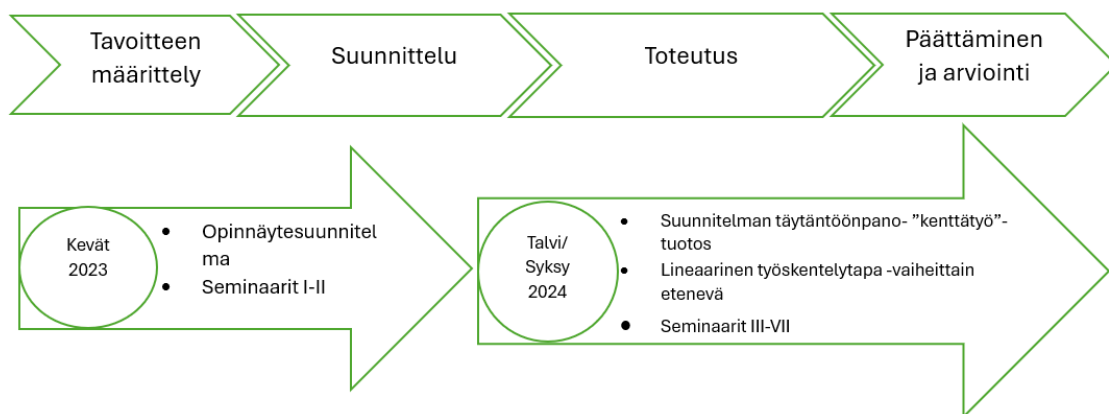 Tavoitteen
määrittely
Suunnittelu
Toteutus
Päättäminen
ja arviointi
Kevät
2023
• Opinnäytesuunnitel
ma
• Seminaarit I-II
Talvi/
Syksy
2024
• Suunnitelman täytäntöönpano- ”kenttätyö”-
tuotos
• Lineaarinen työskentelytapa -vaiheittain
etenevä
• Seminaarit III-VII